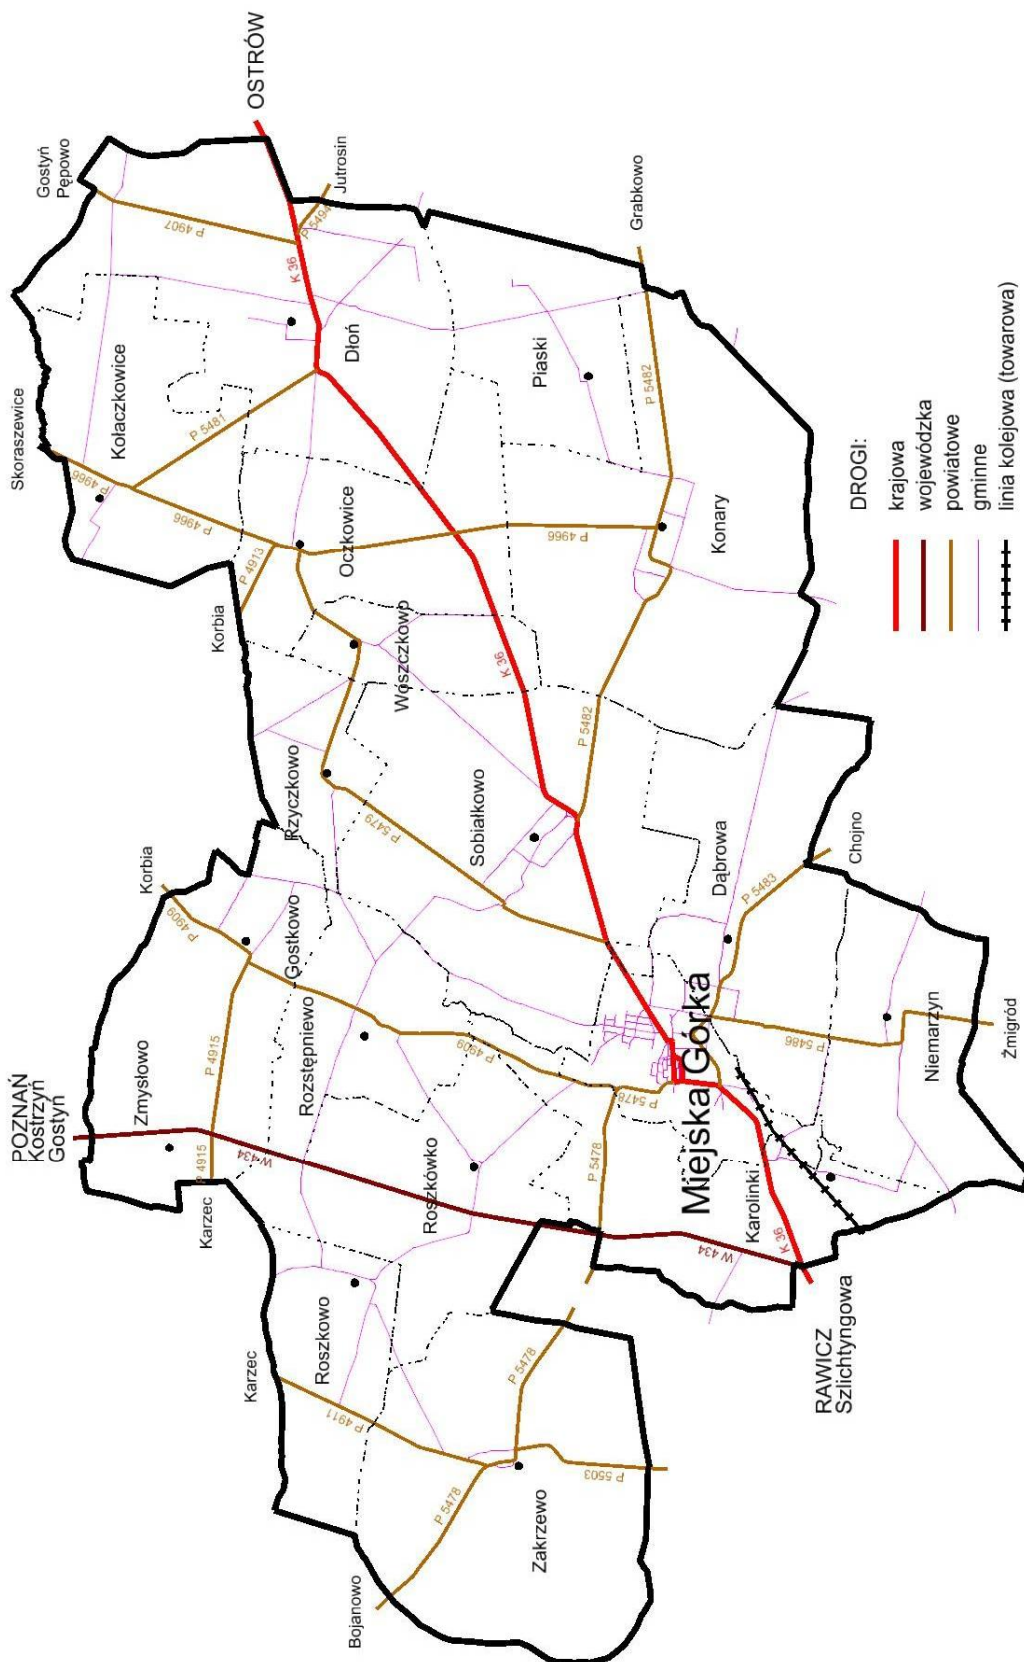 POZNAŃ
Kostrzyń
Gostyń
Zmysłowo
Karzec
P 4915
P 4915
W 434
Korbia
P 4909
Gostkowo
Rozstępniewo
P 4909
Roszkówko
Karzec
Roszkowo
P 4911
Bojanowo
P 5478
Zakrzewo
P 5503
P 5478
P 5478
P 5478
W 434
Karolinki
K 36
RAWICZ
Szlichtyngowa
Miejska Górka
Niemarzyn
P 5486
Żmigród
Dąbrowa
P 5483
Chojno
Sobiałkowo
Rzyczkowo
P 5479
Woszczkowo
K 36
P 5482
Korbia
P 4913
Oczkowice
P 4966
P 4966
P 4966
Skoraszewice
Kołaczkowice
P 5481
Dłoń
K 36
P 4907
Gostyń
Pępowo
OSTRÓW
P 5494
Jutrosin
Piaski
Grabkowo
P 5482
Konary
DROGI:
krajowa
wojewódzka
powiatowe
gminne
linia kolejowa (towarowa)